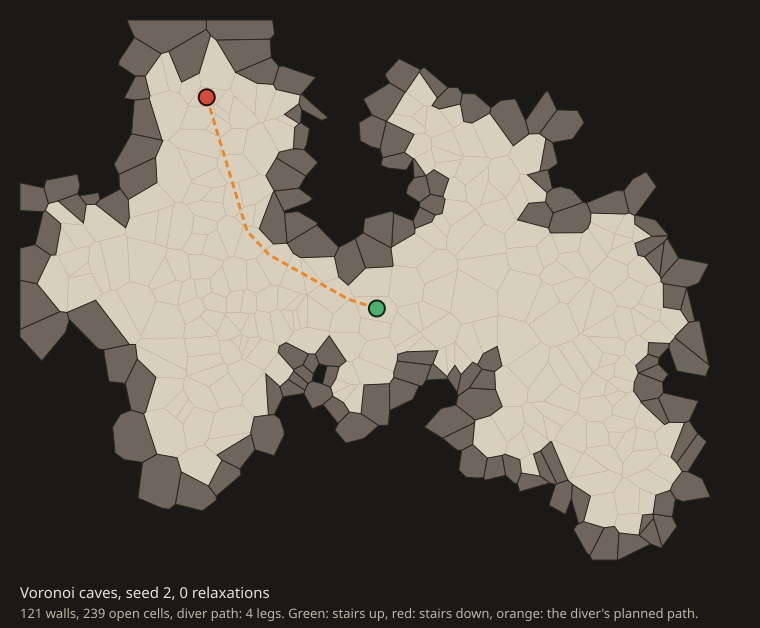 Voronoi caves, seed 2, 0 relaxations
121 walls, 239 open cells, diver path: 4 legs. Green: stairs up, red: stairs down, orange: the diver's planned path.